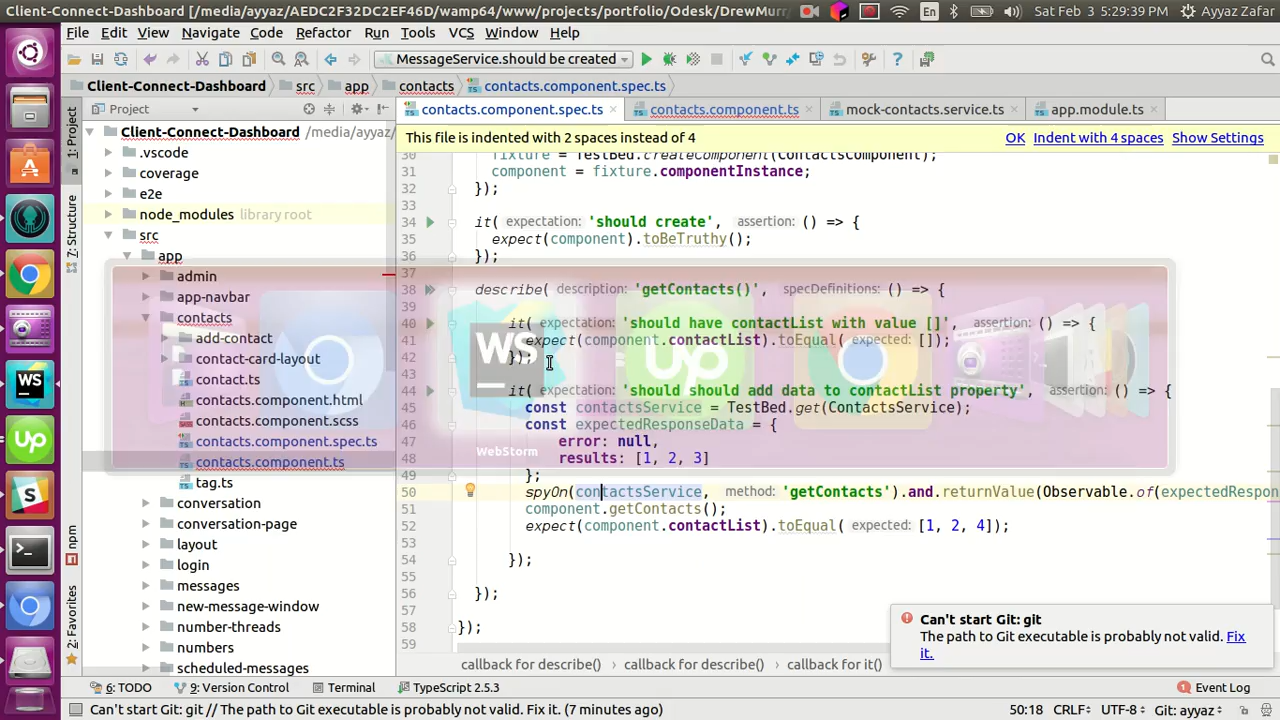 Client-Connect-Dashboard [/media/ayyaz/AEDC2F32DC2EF46D/wamp64/www/projects/portfolio/Odesk/DrewMurr
En
Sat Feb 3 5:29:39 PM
Ayyaz Zafar
File Edit View Navigate Code Refactor Run Tools VCS Window Help
MessageService.should be created
Client-Connect-Dashboard src app contacts contacts.component.spec.ts
1: Project
7: Structure
npm
2: Favorites
Project
contacts.component.spec.ts contacts.component.ts mock-contacts.service.ts app.module.ts
This file is indented with 2 spaces instead of 4
OK Indent with 4 spaces Show Settings
Client-Connect-Dashboard /media/ayyaz/
.vscode
coverage
e2e
node_modules library root
src
app
admin
app-navbar
contacts
add-contact
contact-card-layout
contact.ts
contacts.component.html
contacts.component.scss
contacts.component.spec.ts
contacts.component.ts
tag.ts
conversation
conversation-page
layout
login
messages
new-message-window
number-threads
numbers
scheduled-messages
30 fixture = TestBed.createComponent(ContactsComponent);
31 component = fixture.componentInstance;
32 });
33
34 it( expectation: 'should create', assertion: () => {
35 expect(component).toBeTruthy();
36 });
37
38 describe( description: 'getContacts()', specDefinitions: () => {
39
40 it( expectation: 'should have contactList with value []', assertion: () => {
41 expect(component.contactList).toEqual( expected: []);
42 });
43
44 it( expectation: 'should should add data to contactList property', assertion: () => {
45 const contactsService = TestBed.get(ContactsService);
46 const expectedResponseData = {
47 error: null,
48 results: [1, 2, 3]
49 };
50 spyOn(contactsService, method: 'getContacts').and.returnValue(Observable.of(expectedRespon
51 component.getContacts();
52 expect(component.contactList).toEqual( expected: [1, 2, 4]);
54 });
55
56 });
57
58 });
59
WS
Up
WebStorm
Can't start Git: git
The path to Git executable is probably not valid. Fix
it.
callback for describe() callback for describe() callback for it()
6: TODO 9: Version Control Terminal TypeScript 2.5.3 1 Event Log
Can't start Git: git // The path to Git executable is probably not valid. Fix it. (7 minutes ago)
50:18 CRLF UTF-8 Git: ayyaz